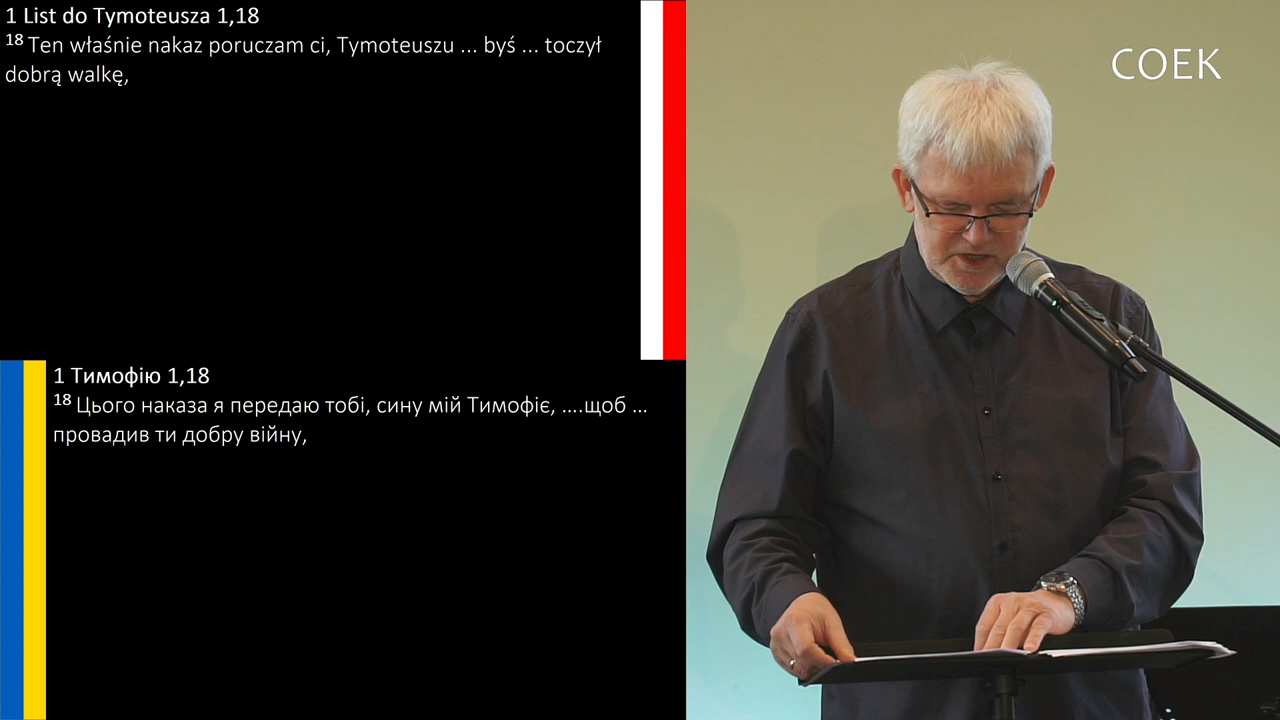 1 List do Tymoteusza 1,18
18 Ten właśnie nakaz poruczam ci, Tymoteuszu ... byś ... toczył
dobrą walkę,
1 Тимофію 1,18
18 Цього наказа я передаю тобі, сину мій Тимофіє, ....щоб ...
провадив ти добру війну,
COEK